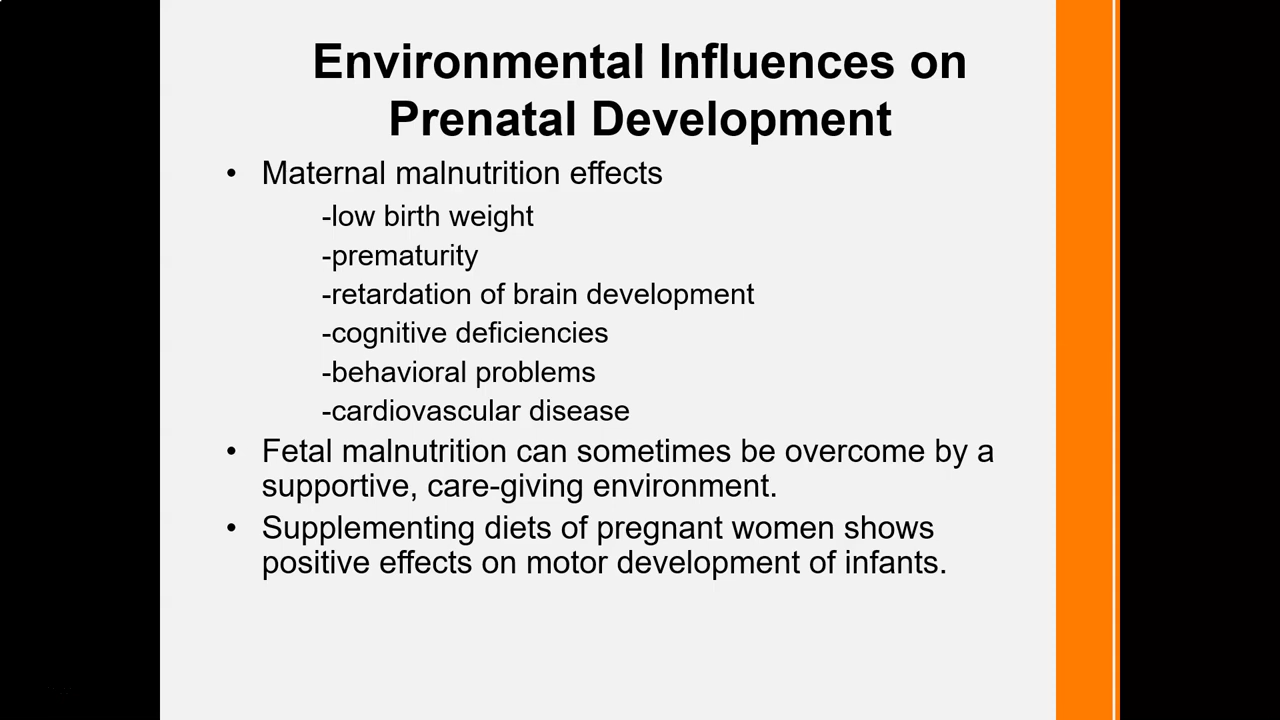 Environmental Influences on
Prenatal Development
• Maternal malnutrition effects
-low birth weight
-prematurity
-retardation of brain development
-cognitive deficiencies
-behavioral problems
-cardiovascular disease
• Fetal malnutrition can sometimes be overcome by a
supportive, care-giving environment.
• Supplementing diets of pregnant women shows
positive effects on motor development of infants.